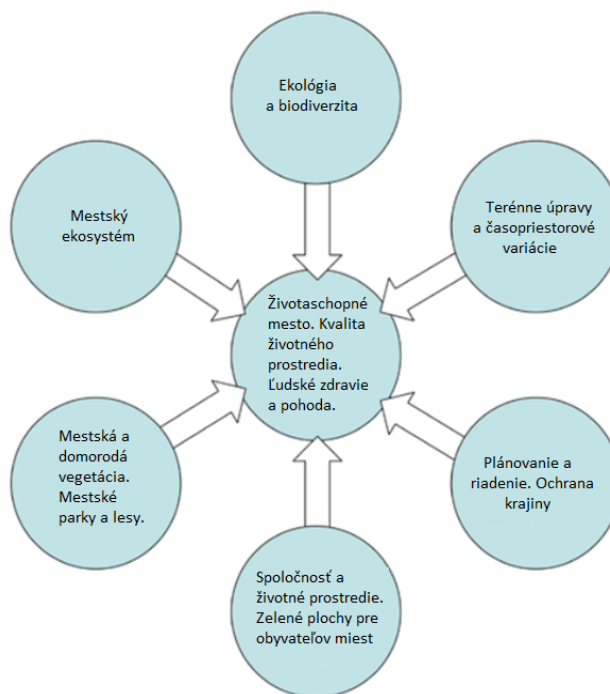 Ekológia
a biodiverzita
Mestský
ekosystém
Terénne úpravy
a časopriestorové
variácie
Životaschopné
mesto. Kvalita
životného
prostredia.
Ľudské zdravie
a pohoda.
Mestská a
domorodá
vegetácia.
Mestské
parky a lesy.
Plánovanie a
riadenie. Ochrana
krajiny
Spoločnosť a
životné prostredie.
Zelené plochy pre
obyvateľov miest